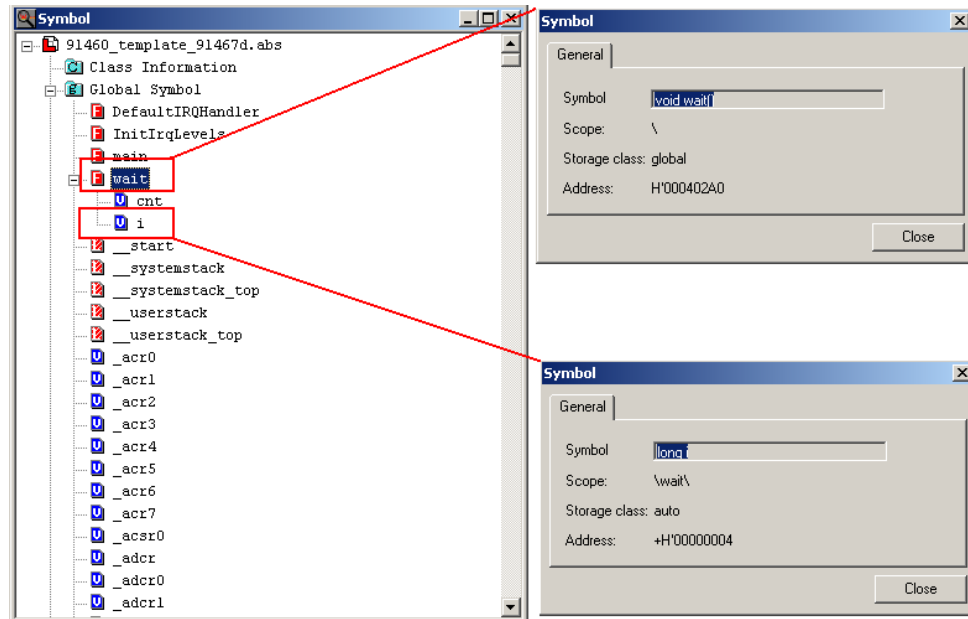 Symbol
91460_template_91467d.abs
Class Information
Global Symbol
DefaultIRQHandler
InitIrqLevels
main
wait
cnt
i
__start
__systemstack
__systemstack_top
__userstack
__userstack_top
_acr0
_acr1
_acr2
_acr3
_acr4
_acr5
_acr6
_acr7
_acsr0
_adcr
_adcr0
_adcr1
Symbol
General
Symbol void wait()
Scope: \
Storage class: global
Address: H'000402A0
Close
Symbol
General
Symbol long i
Scope: \wait\
Storage class: auto
Address: +H'00000004
Close